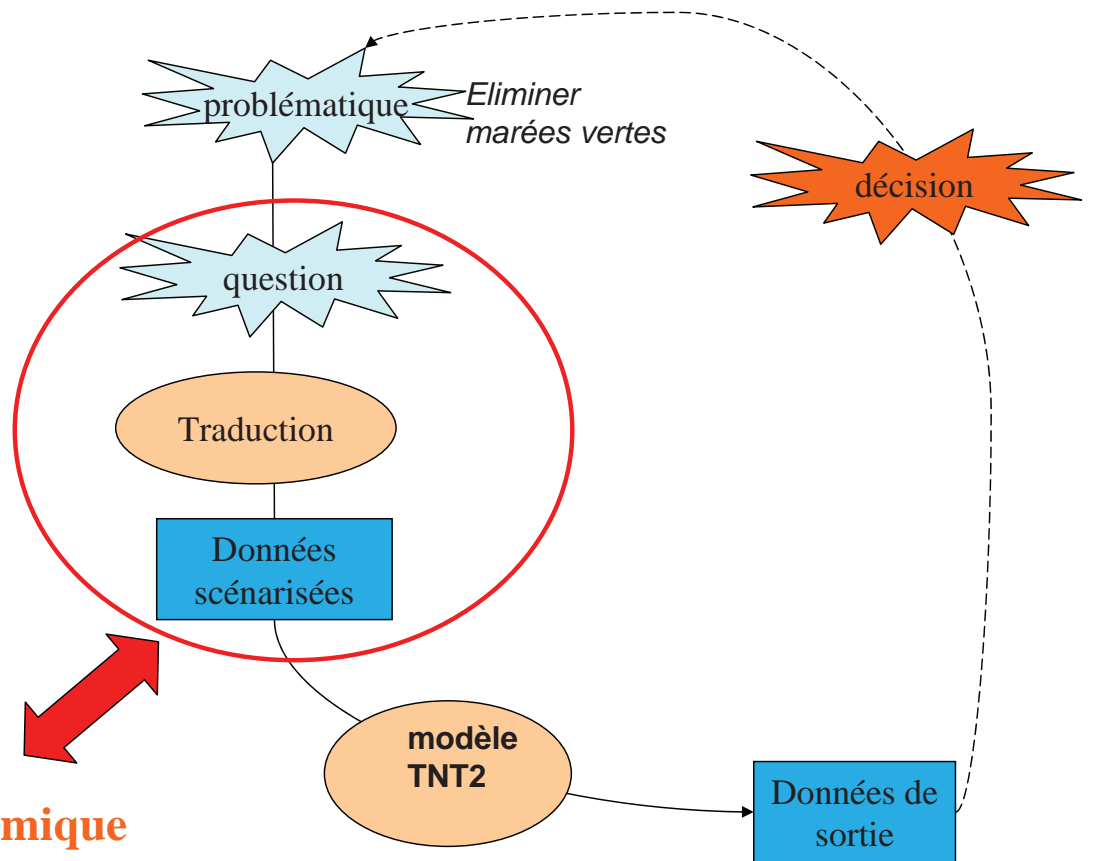 problématique
Eliminer
marées vertes
décision
question
Traduction
Données
scénarisées
modèle
TNT2
Données de
sortie
mique